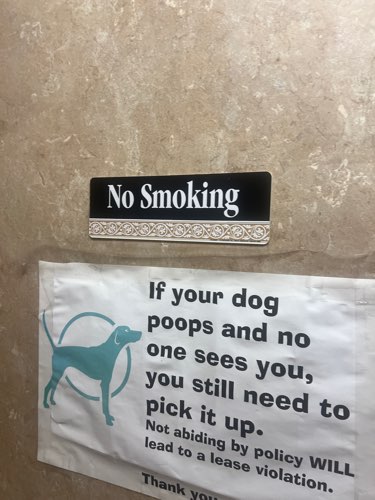 No Smoking
If your dog
poops and no
one sees you,
you still need to
pick it up.
Not abiding by policy WILL
lead to a lease violation.
Thank you